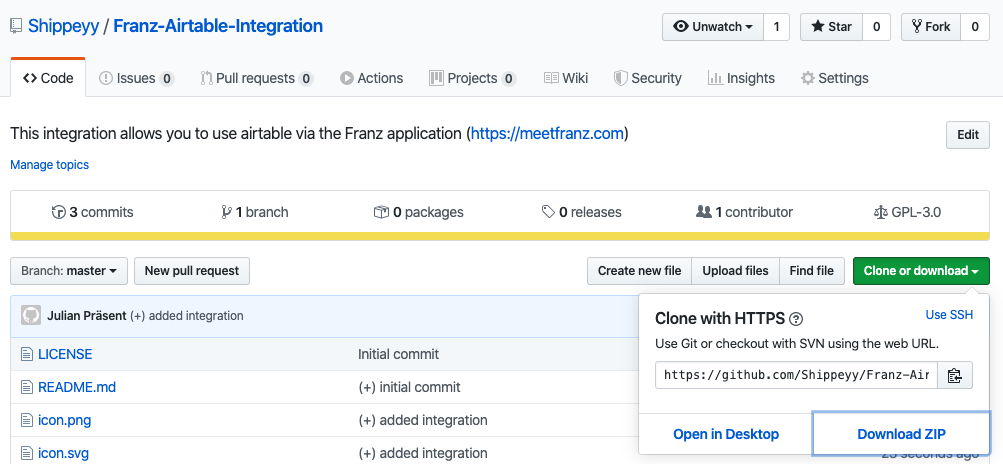 Shippeyy / Franz-Airtable-Integration
Unwatch 1 Star 0 Fork 0
Code Issues 0 Pull requests 0 Actions Projects 0 Wiki Security Insights Settings
This integration allows you to use airtable via the Franz application (https://meetfranz.com)
Edit
Manage topics
3 commits 1 branch 0 packages 0 releases 1 contributor GPL-3.0
Branch: master New pull request Create new file Upload files Find file Clone or download
Julian Präsent (+) added integration
LICENSE Initial commit
README.md (+) initial commit
icon.png (+) added integration
icon.svg (+) added integration
Clone with HTTPS ?
Use SSH
Use Git or checkout with SVN using the web URL.
https://github.com/Shippeyy/Franz-Air
Open in Desktop Download ZIP
seconds ago